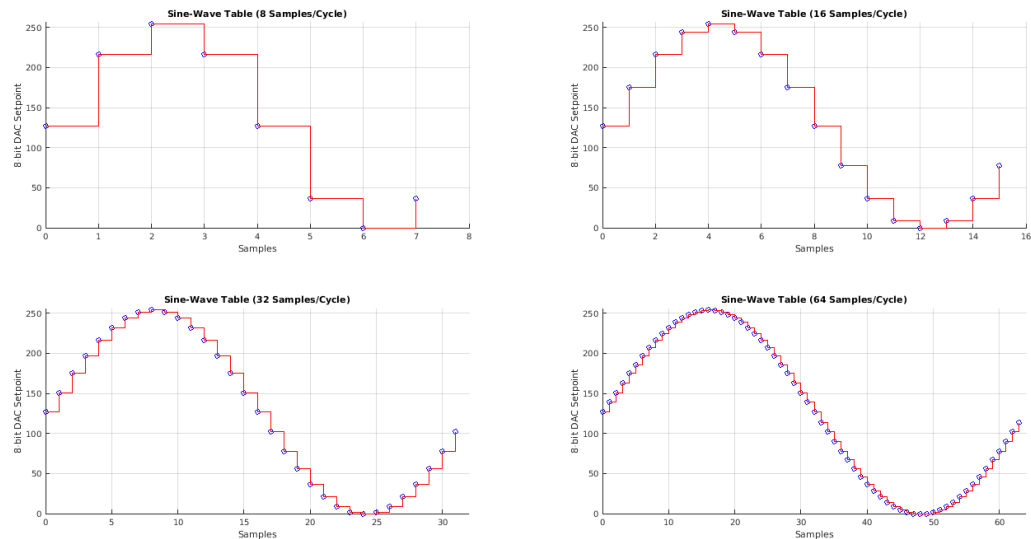 Sine-Wave Table (8 Samples/Cycle)
250
200
150
100
50
0
8 bit DAC Setpoint
0 1 2 3 4 5 6 7 8
Samples
Sine-Wave Table (16 Samples/Cycle)
250
200
150
100
50
0
8 bit DAC Setpoint
0 2 4 6 8 10 12 14 16
Samples
Sine-Wave Table (32 Samples/Cycle)
250
200
150
100
50
0
8 bit DAC Setpoint
0 5 10 15 20 25 30
Samples
Sine-Wave Table (64 Samples/Cycle)
250
200
150
100
50
0
8 bit DAC Setpoint
0 10 20 30 40 50 60
Samples